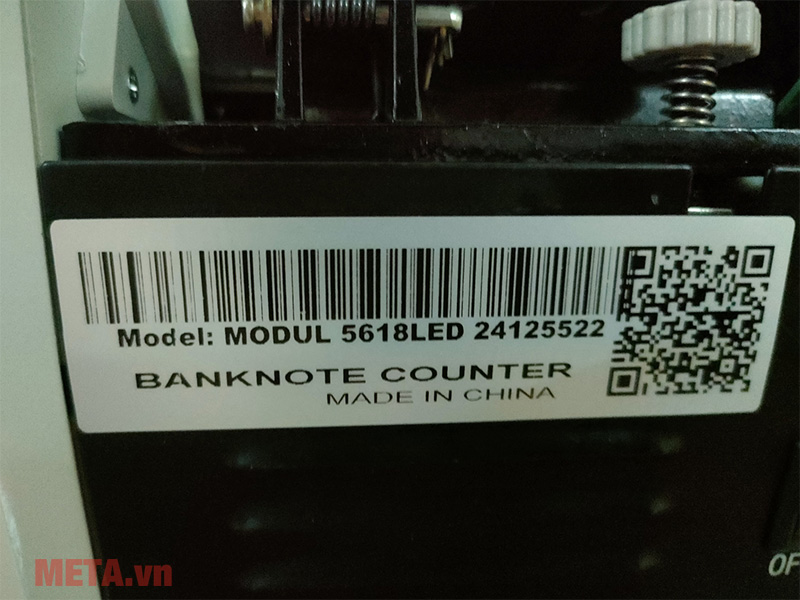 Model: MODUL 5618LED 24125522
BANKNOTE COUNTER
MADE IN CHINA
META.vn
OF